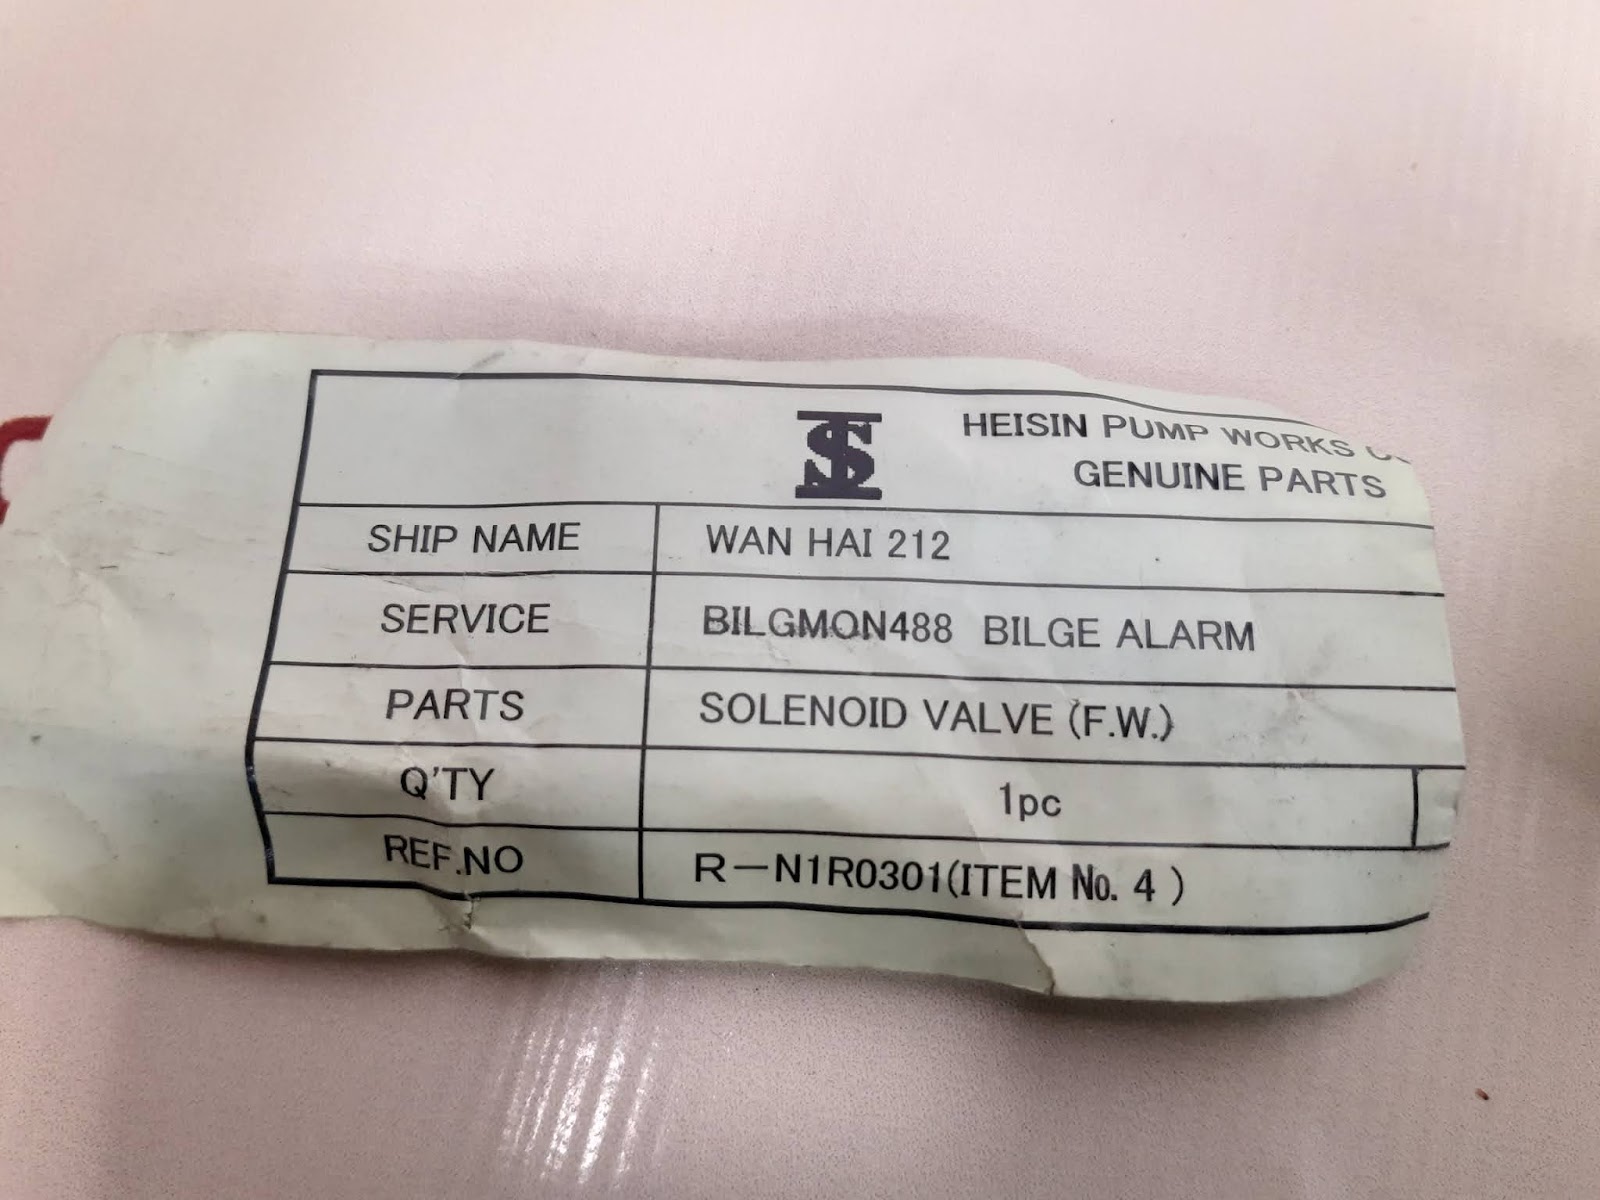 HEISIN PUMP WORKS
GENUINE PARTS
SHIP NAME WAN HAI 212
SERVICE BILGMON488 BILGE ALARM
PARTS SOLENOID VALVE (F.W.)
Q'TY 1pc
REF.NO R-N1R0301(ITEM No. 4 )